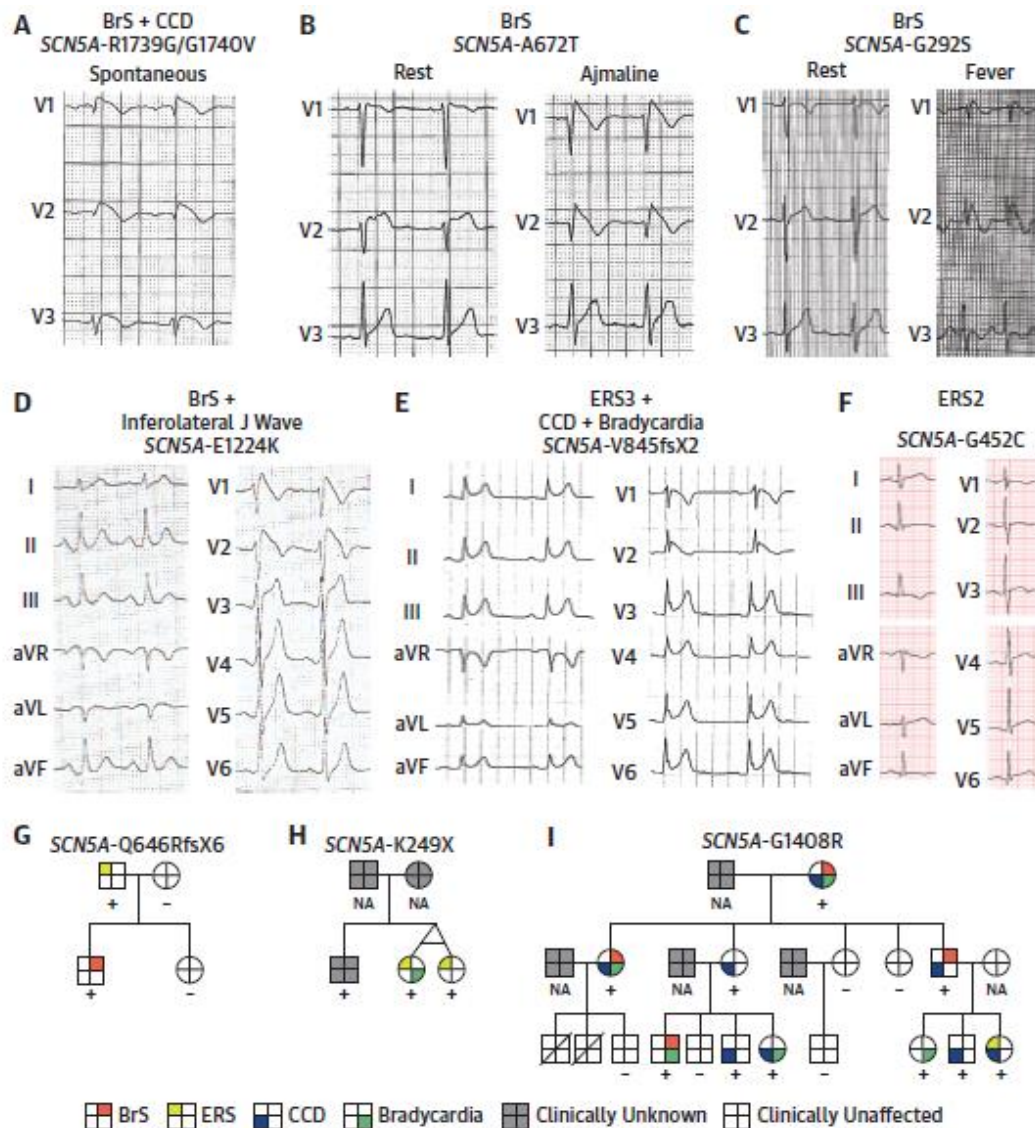 A
BrS + CCD
SCN5A-R1739G/G1740V
Spontaneous
V1
V2
V3
B
BrS
SCN5A-A672T
Rest
Ajmaline
V1
V1
V2
V2
V3
V3
C
BrS
SCN5A-G292S
Rest
Fever
V1
V1
V2
V2
V3
V3
D
BrS +
Inferolateral J Wave
SCN5A-E1224K
I
V1
II
V2
III
V3
aVR
V4
aVL
V5
aVF
V6
E
ERS3 +
CCD + Bradycardia
SCN5A-V845fsX2
I
V1
II
V2
III
V3
aVR
V4
aVL
V5
aVF
V6
F
ERS2
SCN5A-G452C
I
V1
II
V2
III
V3
aVR
V4
aVL
V5
aVF
V6
G
SCN5A-Q646RfsX6
+ −
+ −
H
SCN5A-K249X
NA NA
+ + +
I
SCN5A-G1408R
NA +
NA + NA + NA − − + NA
− + − + + − + + +
BrS ERS CCD Bradycardia Clinically Unknown Clinically Unaffected